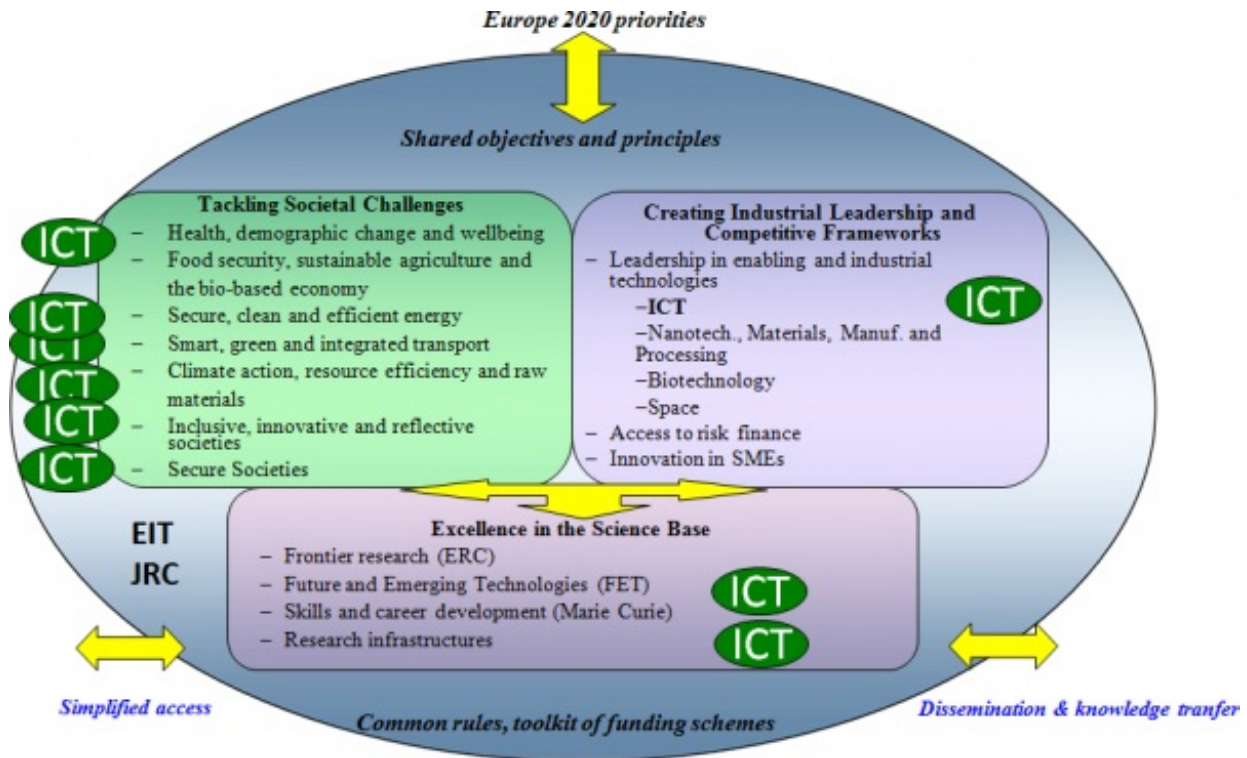 Europe 2020 priorities
Shared objectives and principles
Tackling Societal Challenges
ICT
– Health, demographic change and wellbeing
– Food security, sustainable agriculture and
the bio-based economy
ICT
– Secure, clean and efficient energy
ICT
– Smart, green and integrated transport
ICT
– Climate action, resource efficiency and raw
materials
ICT
– Inclusive, innovative and reflective
societies
ICT
– Secure Societies
Creating Industrial Leadership and
Competitive Frameworks
– Leadership in enabling and industrial
technologies
–ICT
ICT
–Nanotech., Materials, Manuf. and
Processing
–Biotechnology
–Space
– Access to risk finance
– Innovation in SMEs
EIT
JRC
Excellence in the Science Base
– Frontier research (ERC)
– Future and Emerging Technologies (FET)
ICT
– Skills and career development (Marie Curie)
– Research infrastructures
ICT
Simplified access
Common rules, toolkit of funding schemes
Dissemination & knowledge tranfer